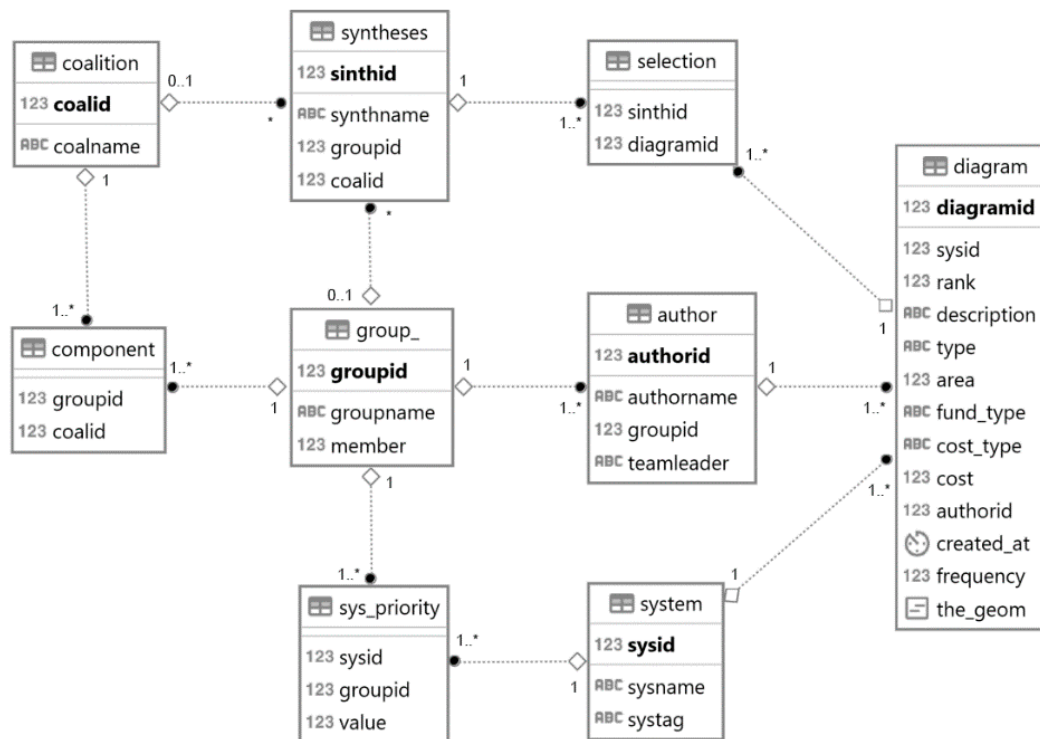 coalition
123 coalid
ABC coalname
0..1
*
1
syntheses
123 sinthid
ABC synthname
123 groupid
123 coalid
1
1..*
*
selection
123 sinthid
123 diagramid
1..*
diagram
123 diagramid
123 sysid
123 rank
ABC description
ABC type
123 area
ABC fund_type
ABC cost_type
123 cost
123 authorid
created_at
123 frequency
the_geom
1
1..*
1..*
1..*
component
123 groupid
123 coalid
1..*
1
0..1
group_
123 groupid
ABC groupname
123 member
1
1..*
1
author
123 authorid
ABC authorname
123 groupid
ABC teamleader
1
1..*
sys_priority
123 sysid
123 groupid
123 value
1..*
1
system
123 sysid
ABC sysname
ABC systag
1